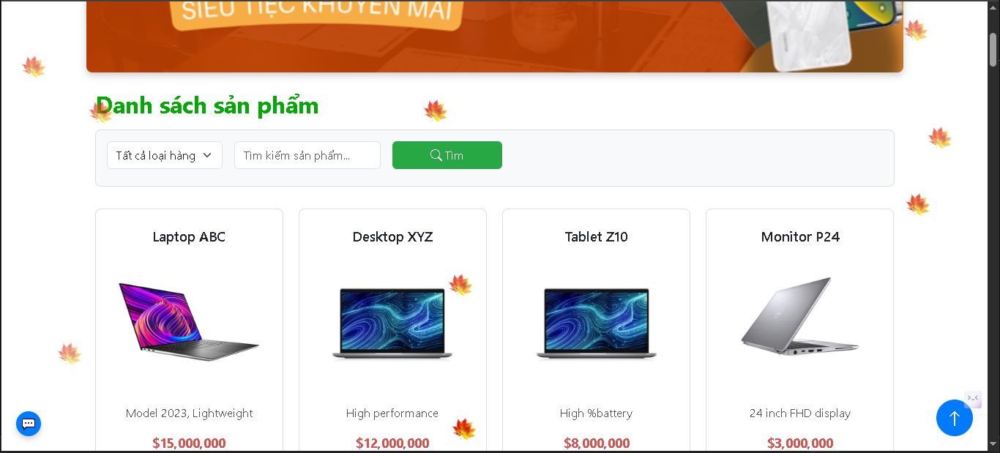 SIÊU TIỆC KHUYẾN MÃI
Danh sách sản phẩm
Tất cả loại hàng
Tìm kiếm sản phẩm...
Tìm
Laptop ABC
Desktop XYZ
Tablet Z10
Monitor P24
Model 2023, Lightweight
High performance
High %battery
24 inch FHD display
$15,000,000
$12,000,000
$8,000,000
$3,000,000